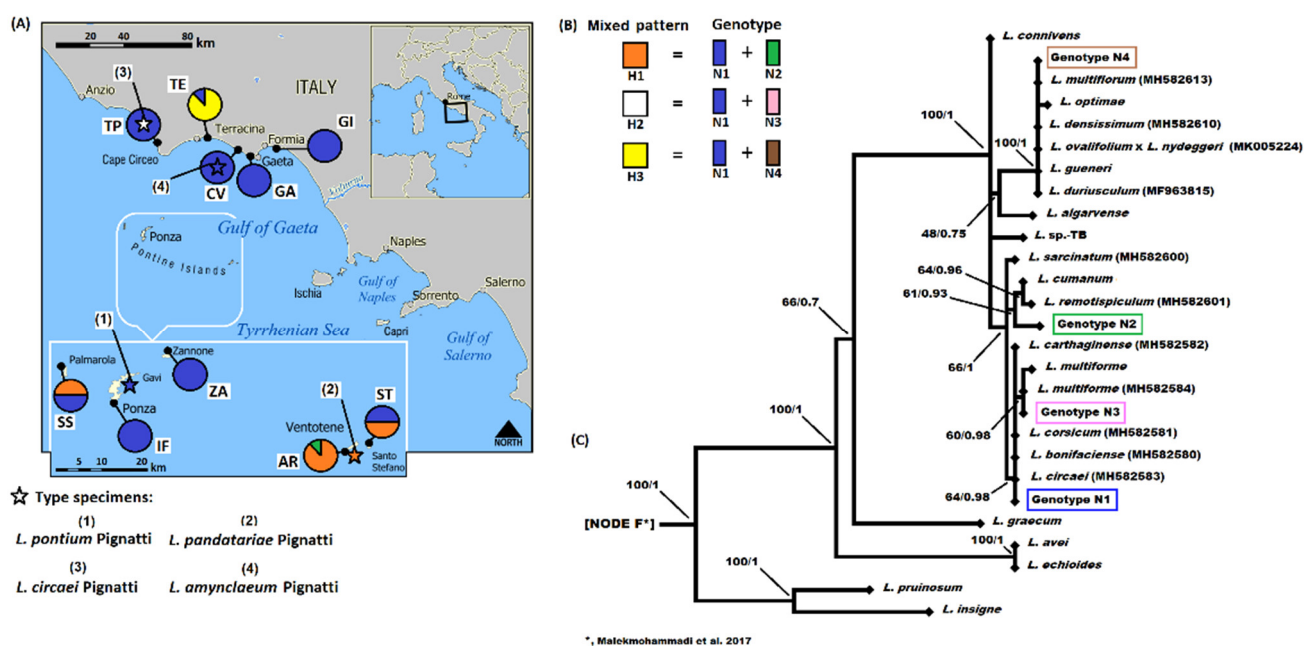 (A)
20 40 80
km
ITALY
Rome
(3)
Anzio
TE
TP
Terracina
Formia
GI
Cape Circeo
Gaeta
(4)
CV
GA
Volturno
Gulf of Gaeta
Ponza
Pontine Islands
Naples
Ischia
Gulf of
Naples
Sorrento
Salerno
Capri
Tyrrhenian Sea
Gulf of
Salerno
(1)
Palmarola
Zannone
Gavi
ZA
(2)
ST
SS
Ponza
IF
Ventotene
AR
Santo
Stefano
NORTH
5 10 20
km
Type specimens:
(1) (2)
L. pontium Pignatti L. pandatariae Pignatti
(3) (4)
L. circaei Pignatti L. amynclaeum Pignatti
(B) Mixed pattern Genotype
= +
H1 N1 N2
= +
H2 N1 N3
= +
H3 N1 N4
(C)
L. connivens
Genotype N4
L. multiflorum (MH582613)
L. optimae
L. densissimum (MH582610)
L. ovalifolium x L. nydeggeri (MK005224)
L. gueneri
L. duriusculum (MF963815)
L. algarvense
L. sp.-TB
L. sarcinatum (MH582600)
L. cumanum
L. remotispiculum (MH582601)
Genotype N2
L. carthaginense (MH582582)
L. multiforme
L. multiforme (MH582584)
Genotype N3
L. corsicum (MH582581)
L. bonifaciense (MH582580)
L. circaei (MH582583)
Genotype N1
L. graecum
L. avei
L. echioides
L. pruinosum
L. insigne
100/1
100/1
48/0.75
64/0.96
61/0.93
66/0.7
66/1
60/0.98
64/0.98
100/1
100/1
100/1
100/1
[NODE F*]
*, Malekmohammadi et al. 2017